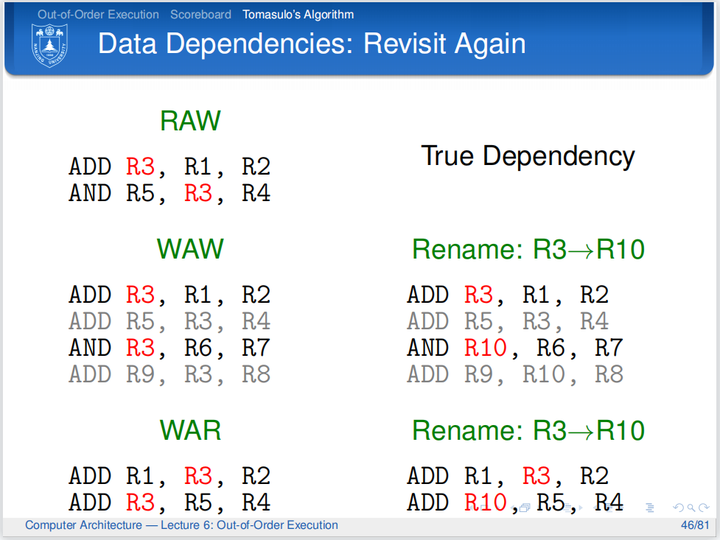 Out-of-Order Execution Scoreboard Tomasulo's Algorithm
Data Dependencies: Revisit Again
RAW
ADD R3, R1, R2
AND R5, R3, R4
True Dependency
WAW
ADD R3, R1, R2
ADD R5, R3, R4
AND R3, R6, R7
ADD R9, R3, R8
Rename: R3→R10
ADD R3, R1, R2
ADD R5, R3, R4
AND R10, R6, R7
ADD R9, R10, R8
WAR
ADD R1, R3, R2
ADD R3, R5, R4
Rename: R3→R10
ADD R1, R3, R2
ADD R10, R5, R4
Computer Architecture — Lecture 6: Out-of-Order Execution
46/81